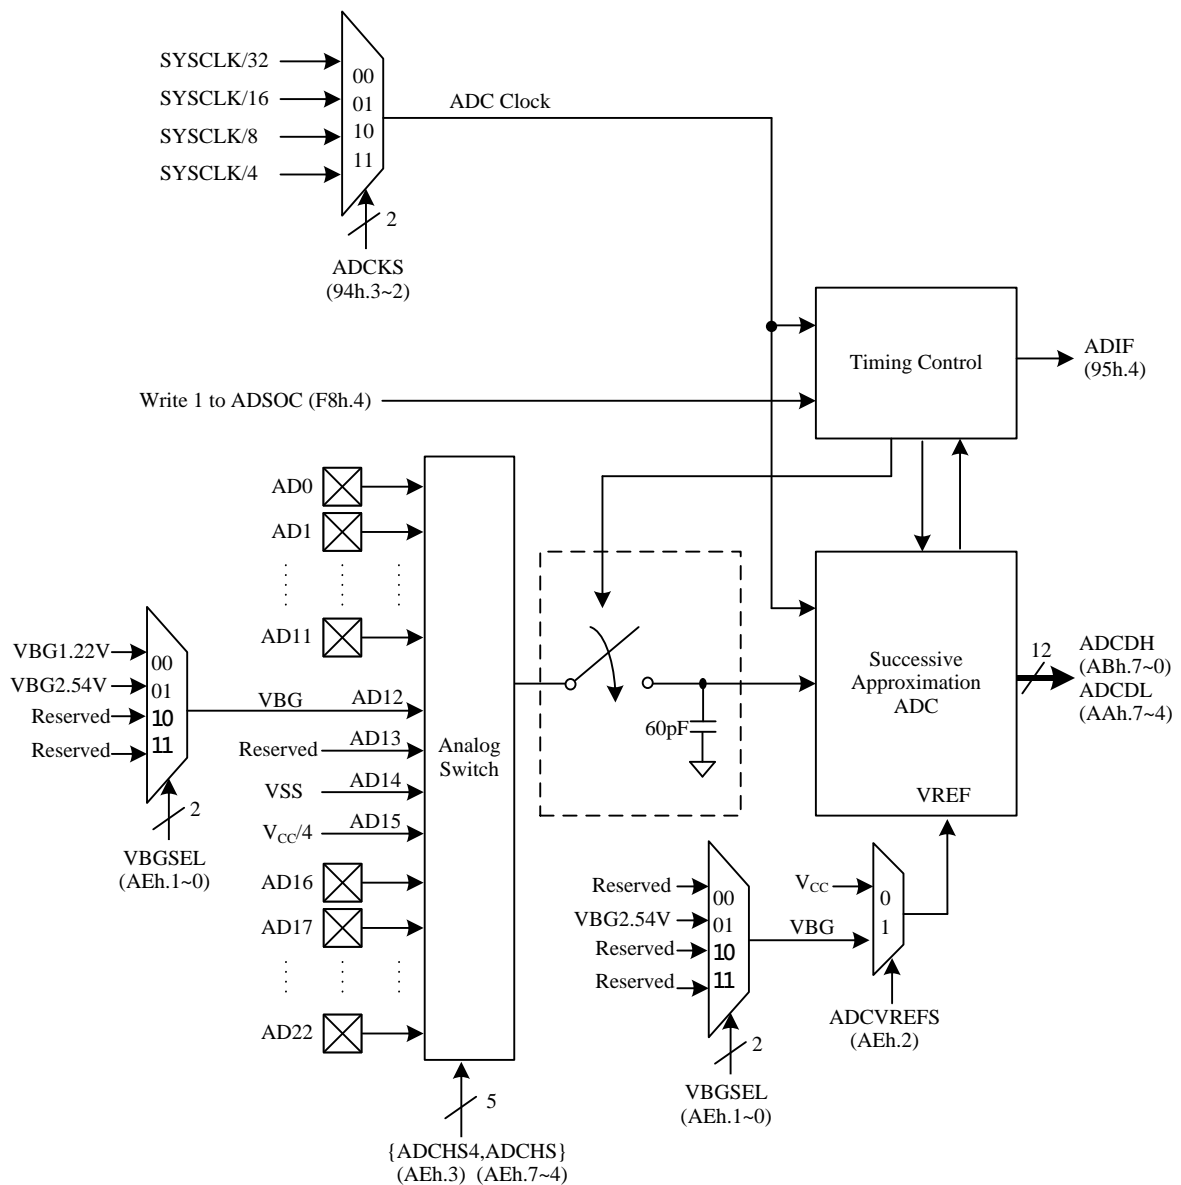 SYSCLK/32
SYSCLK/16
SYSCLK/8
SYSCLK/4
00
01
10
11
ADC Clock
2
ADCKS
(94h.3~2)
Timing Control
ADIF
(95h.4)
Write 1 to ADSOC (F8h.4)
AD0
AD1
AD11
VBG1.22V
VBG2.54V
Reserved
Reserved
00
01
10
11
2
VBGSEL
(AEh.1~0)
VBG
AD12
Reserved
AD13
VSS
AD14
VCC/4
AD15
AD16
AD17
AD22
Analog
Switch
5
{ADCHS4,ADCHS}
(AEh.3) (AEh.7~4)
60pF
Successive
Approximation
ADC
VREF
12
ADCDH
(ABh.7~0)
ADCDL
(AAh.7~4)
Reserved
VBG2.54V
Reserved
Reserved
00
01
10
11
2
VBGSEL
(AEh.1~0)
VCC
VBG
0
1
ADCVREFS
(AEh.2)